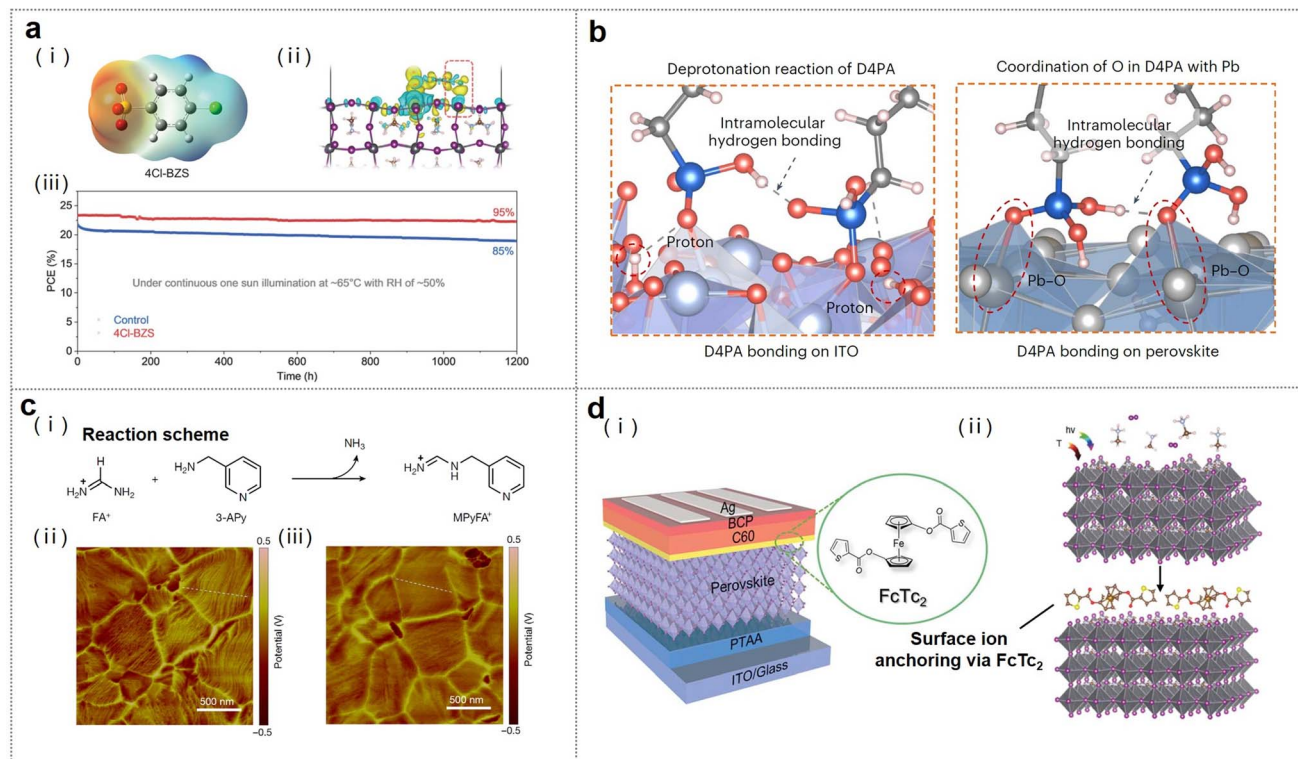 a
(i)
4Cl-BZS
(ii)
(iii)
PCE (%)
25
20
15
10
5
0
95%
85%
Under continuous one sun illumination at ~65°C with RH of ~50%
Control
4Cl-BZS
0 200 400 600 800 1000 1200
Time (h)
b
Deprotonation reaction of D4PA
Intramolecular
hydrogen bonding
Proton
Proton
D4PA bonding on ITO
Coordination of O in D4PA with Pb
Intramolecular
hydrogen bonding
Pb–O
Pb–O
D4PA bonding on perovskite
c
(i)
Reaction scheme
H
H₂N
+
NH₂
FA⁺
+
H₂N
N
3-APy
NH₃
H₂N
+
N
H
N
MPyFA⁺
(ii)
500 nm
0.5
Potential (V)
−0.5
(iii)
500 nm
0.5
Potential (V)
−0.5
d
(i)
Ag
BCP
C60
Perovskite
PTAA
ITO/Glass
S
O
O
Fe
O
O
S
FcTc₂
(ii)
hν
T
Surface ion
anchoring via FcTc₂